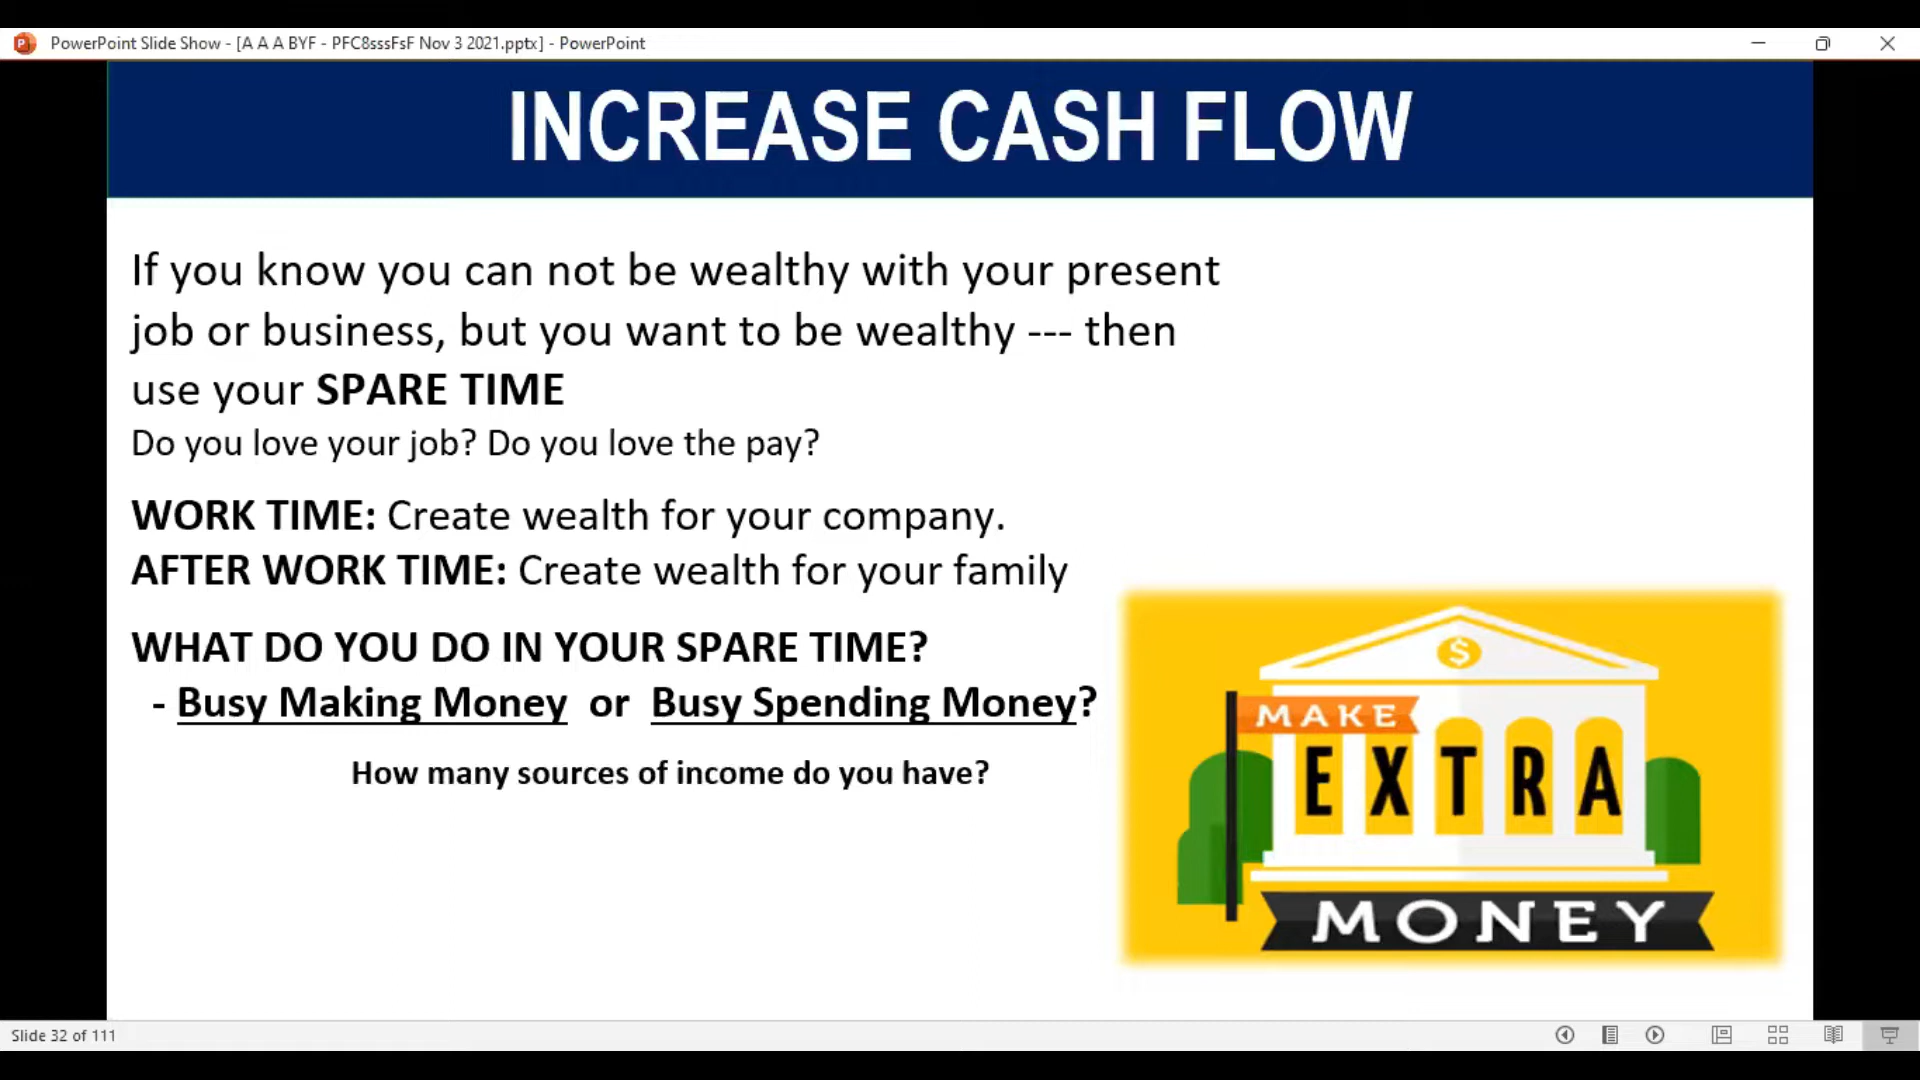 PowerPoint Slide Show - [A A A BYF - PFC8sssFsF Nov 3 2021.pptx] - PowerPoint
INCREASE CASH FLOW
If you know you can not be wealthy with your present
job or business, but you want to be wealthy --- then
use your SPARE TIME
Do you love your job? Do you love the pay?
WORK TIME: Create wealth for your company.
AFTER WORK TIME: Create wealth for your family
WHAT DO YOU DO IN YOUR SPARE TIME?
- Busy Making Money or Busy Spending Money?
How many sources of income do you have?
$
MAKE
EXTRA
MONEY
Slide 32 of 111